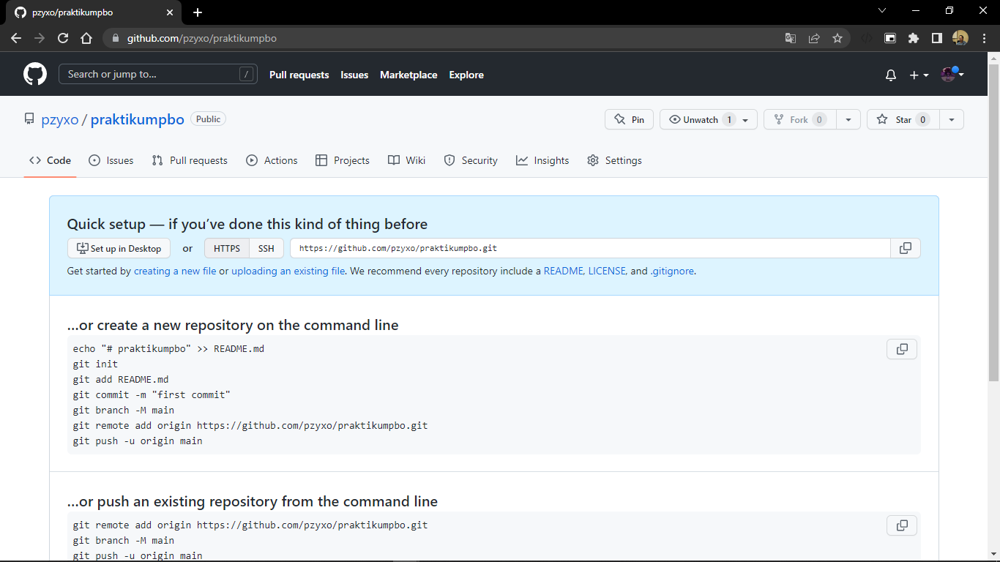 pzyxo/praktikumpbo
github.com/pzyxo/praktikumpbo
Search or jump to... /
Pull requests Issues Marketplace Explore
pzyxo / praktikumpbo Public
Pin Unwatch 1 Fork 0 Star 0
Code Issues Pull requests Actions Projects Wiki Security Insights Settings
Quick setup — if you’ve done this kind of thing before
Set up in Desktop or HTTPS SSH https://github.com/pzyxo/praktikumpbo.git
Get started by creating a new file or uploading an existing file. We recommend every repository include a README, LICENSE, and .gitignore.
…or create a new repository on the command line
echo "# praktikumpbo" >> README.md
git init
git add README.md
git commit -m "first commit"
git branch -M main
git remote add origin https://github.com/pzyxo/praktikumpbo.git
git push -u origin main
…or push an existing repository from the command line
git remote add origin https://github.com/pzyxo/praktikumpbo.git
git branch -M main
git push -u origin main